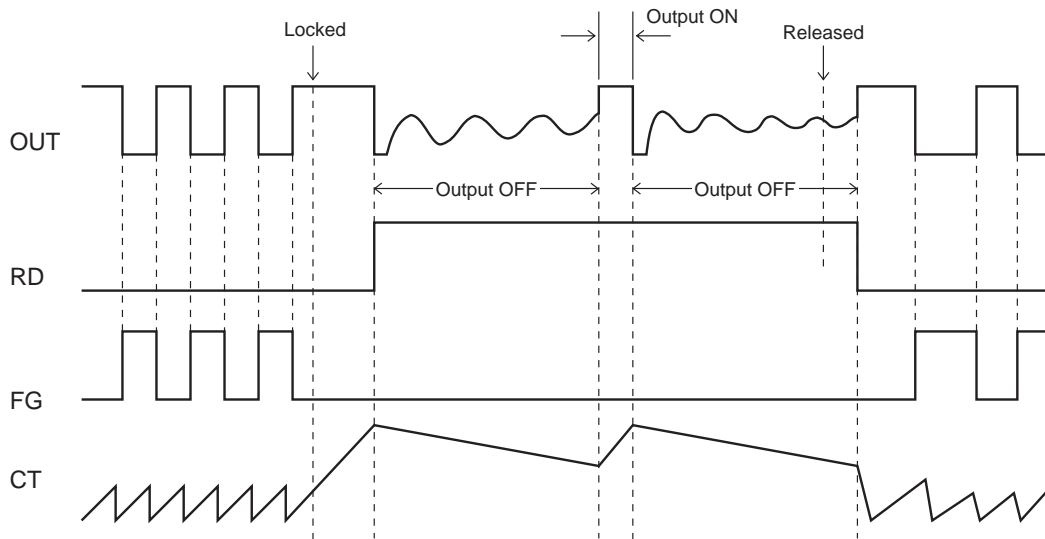 Output ON
Locked
Released
OUT
Output OFF
Output OFF
RD
FG
CT